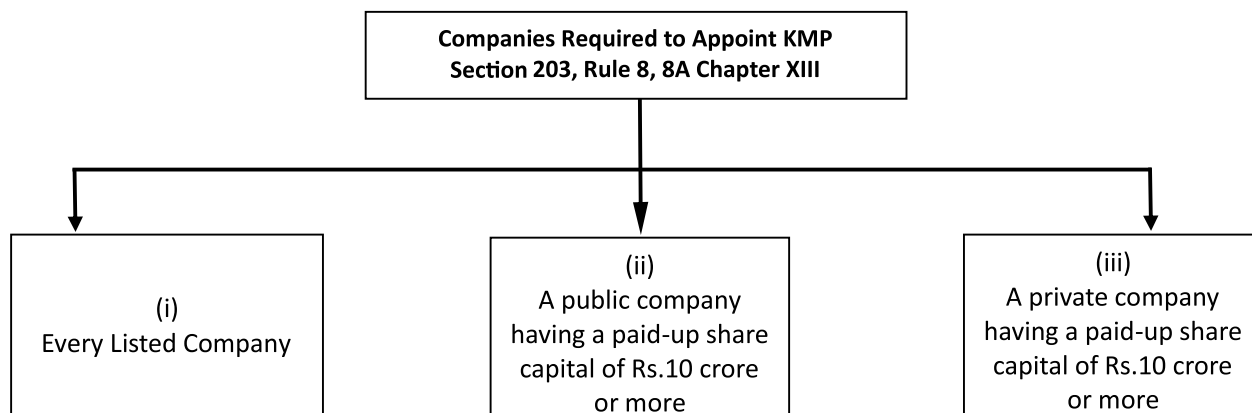 Companies Required to Appoint KMP
Section 203, Rule 8, 8A Chapter XIII
(i)
Every Listed Company
(ii)
A public company
having a paid-up share
capital of Rs.10 crore
or more
(iii)
A private company
having a paid-up share
capital of Rs.10 crore
or more